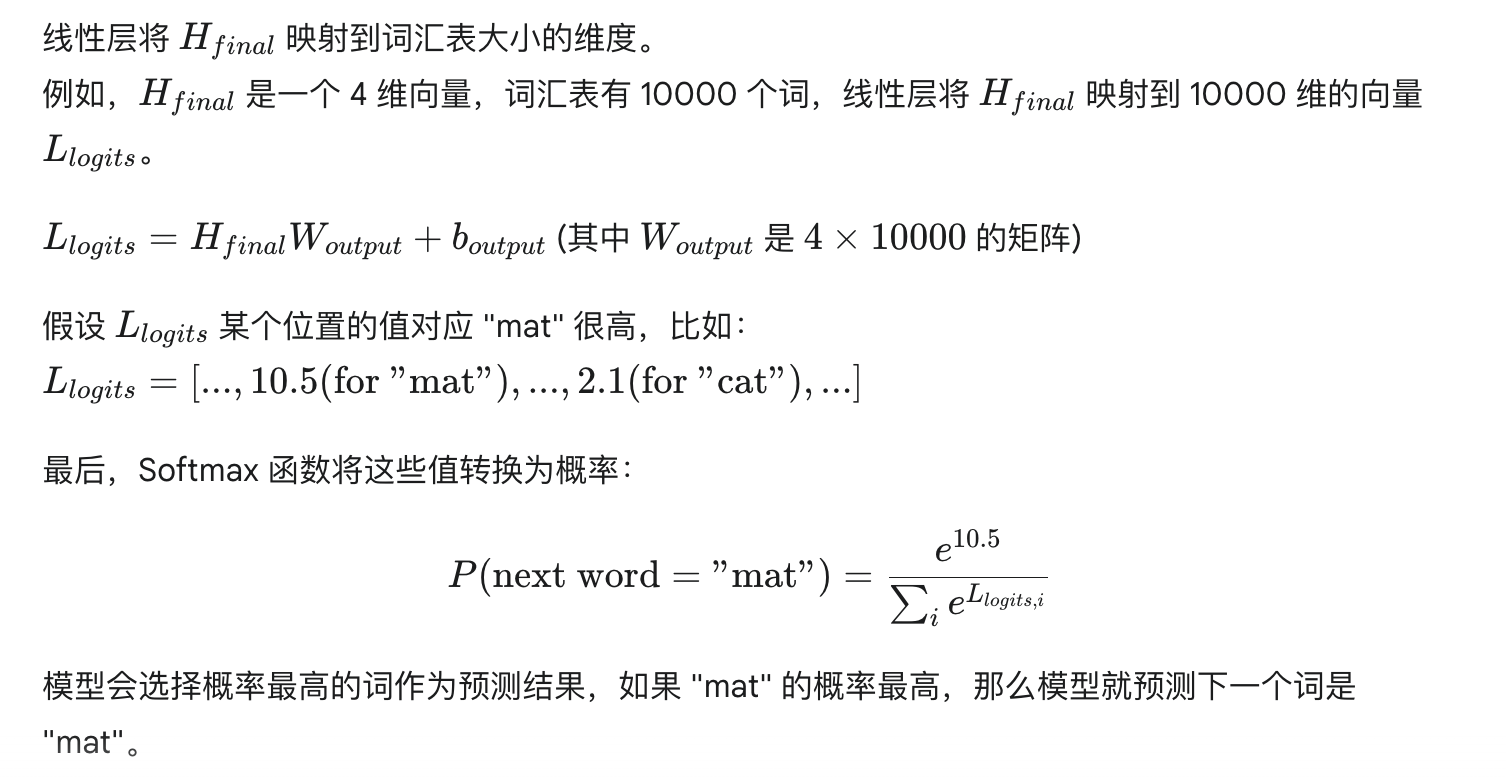 线性层将 H_{final} 映射到词汇表大小的维度。
例如，H_{final} 是一个 4 维向量，词汇表有 10000 个词，线性层将 H_{final} 映射到 10000 维的向量
L_{logits}。
L_{logits} = H_{final}W_{output} + b_{output} (其中 W_{output} 是 4 × 10000 的矩阵)
假设 L_{logits} 某个位置的值对应 "mat" 很高，比如：
L_{logits} = [..., 10.5(for ”mat”), ..., 2.1(for ”cat”), ...]
最后，Softmax 函数将这些值转换为概率：
P(next word = ”mat”) = \frac{e^{10.5}}{\sum_i e^{L_{logits,i}}}
模型会选择概率最高的词作为预测结果，如果 "mat" 的概率最高，那么模型就预测下一个词是
"mat"。